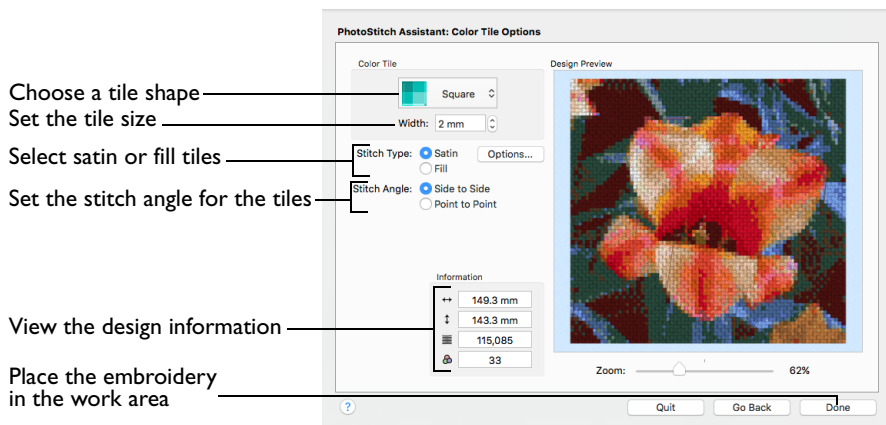 PhotoStitch Assistant: Color Tile Options
Color Tile
Design Preview
Choose a tile shape
Square
Set the tile size
Width: 2 mm
Select satin or fill tiles
Stitch Type: Satin Options...
Fill
Set the stitch angle for the tiles
Stitch Angle: Side to Side
Point to Point
Information
149.3 mm
View the design information
143.3 mm
115,085
33
Place the embroidery
in the work area
Zoom: 62%
? Quit Go Back Done